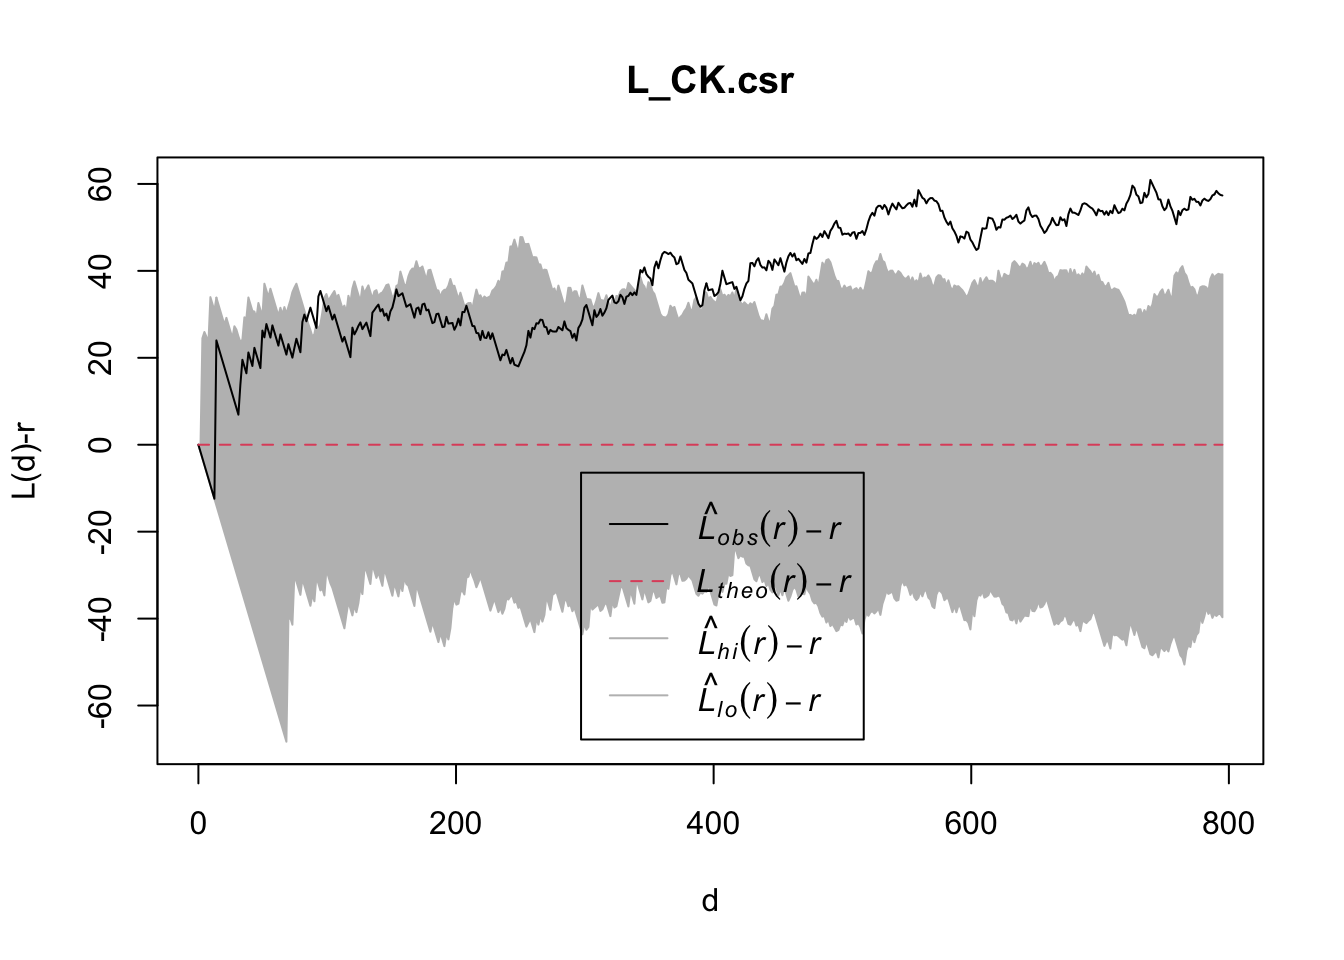 L_CK.csr
L(d)-r
60
40
20
0
-20
-40
-60
L̂obs(r) − r
Ltheo(r) − r
L̂hi(r) − r
L̂lo(r) − r
0 200 400 600 800
d